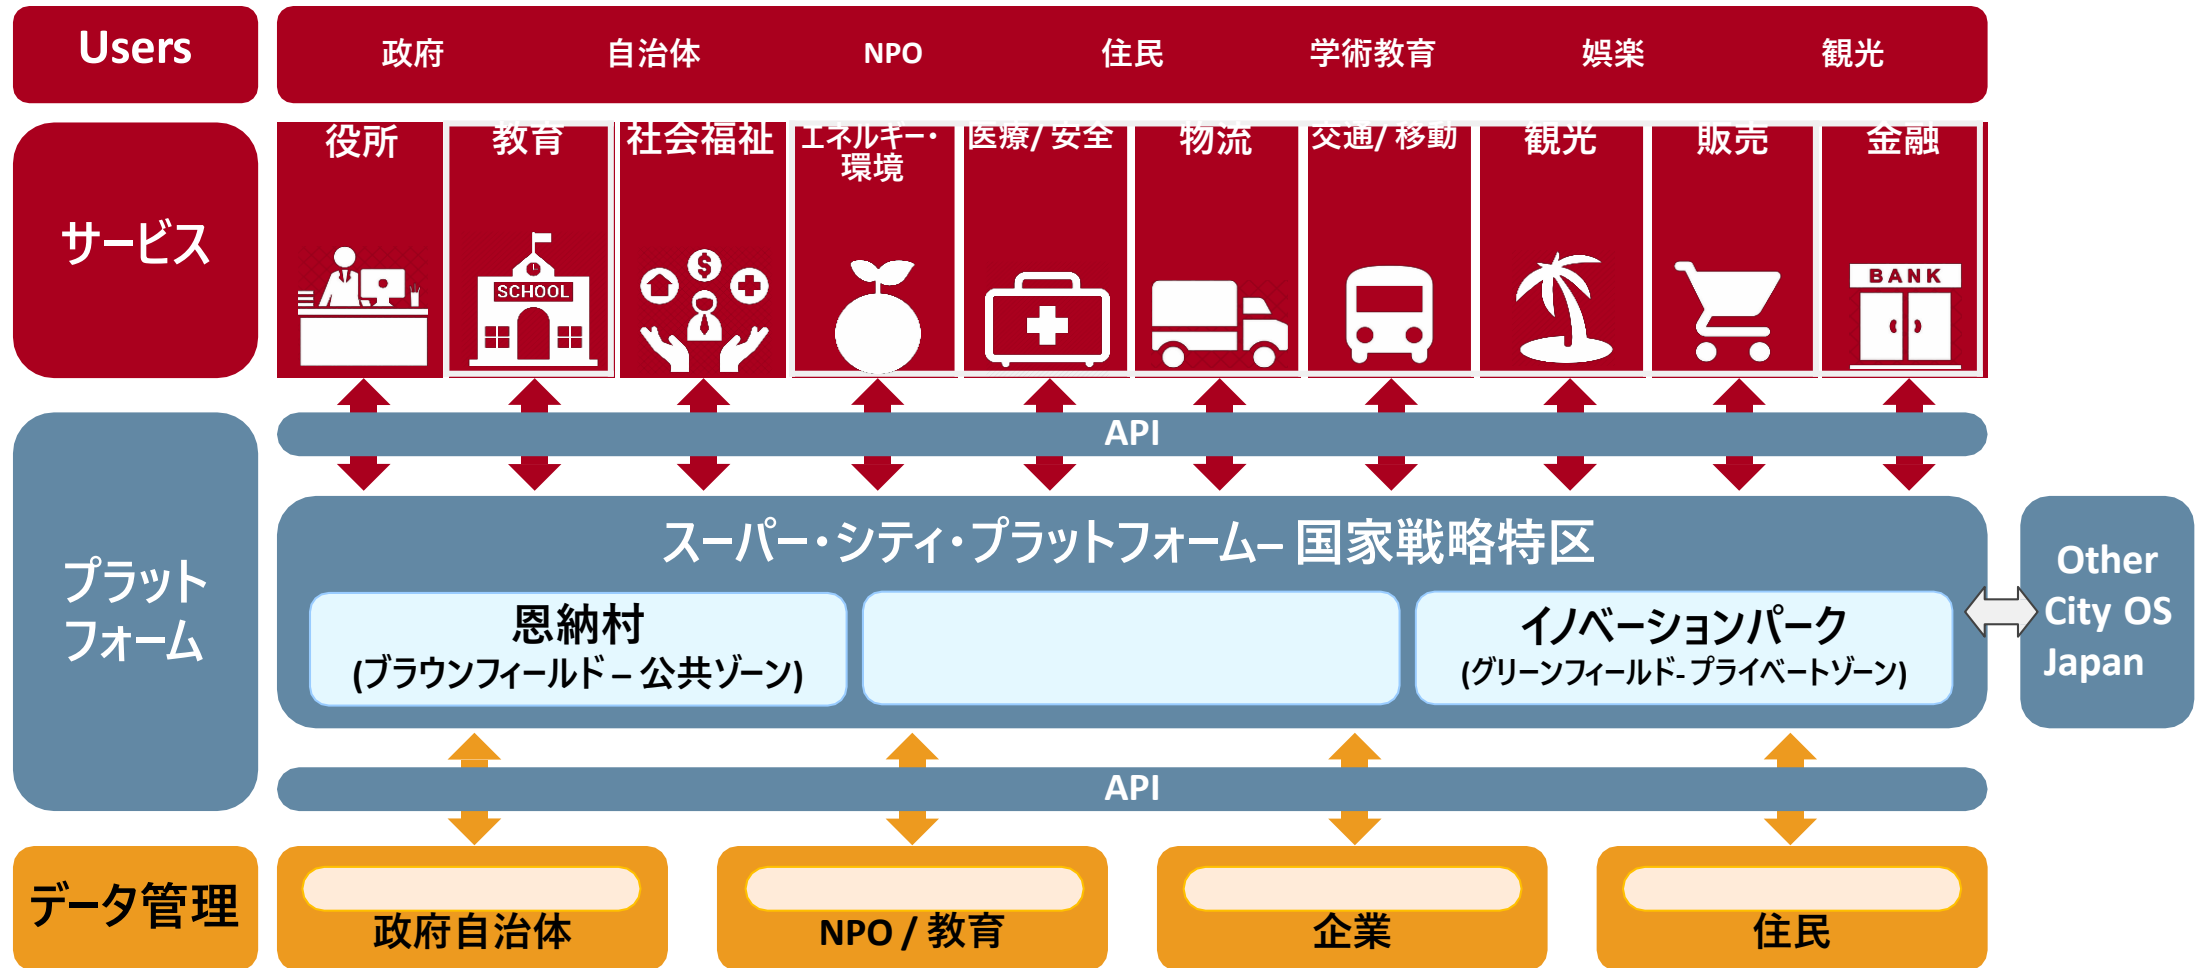 Users
政府
自治体
NPO
住民
学術教育
娯楽
観光
サービス
役所
教育
社会福祉
エネルギー・
環境
医療/ 安全
物流
交通/ 移動
観光
販売
金融
SCHOOL
$
BANK
プラット
フォーム
API
スーパー・シティ・プラットフォーム– 国家戦略特区
恩納村
(ブラウンフィールド – 公共ゾーン)
イノベーションパーク
(グリーンフィールド- プライベートゾーン)
Other
City OS
Japan
API
データ管理
政府自治体
NPO / 教育
企業
住民